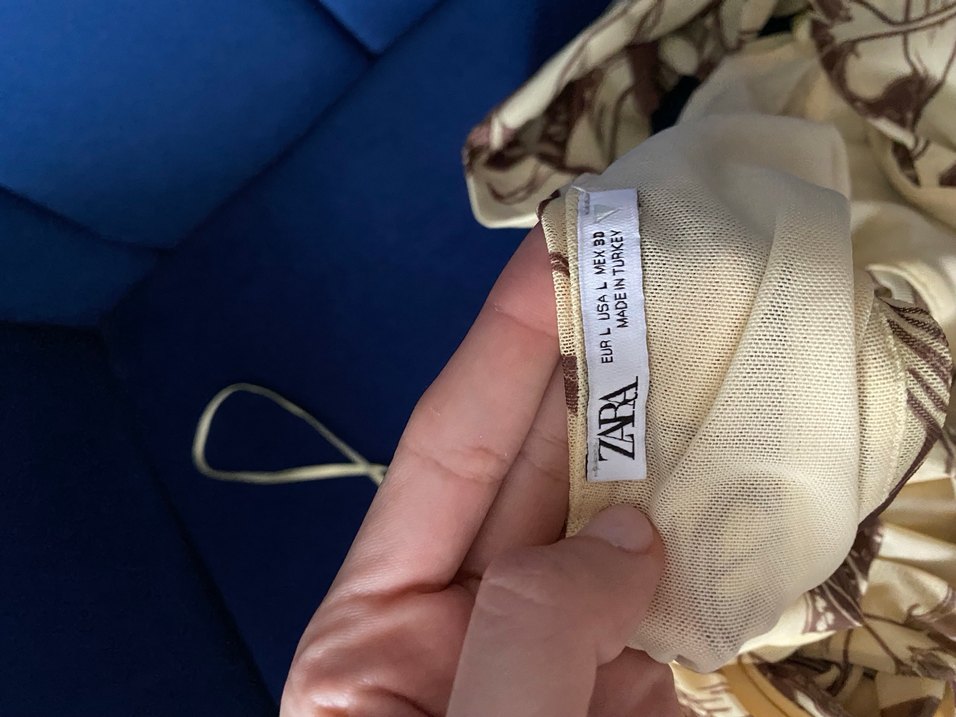 ZARA
EUR L USA L MEX 30
MADE IN TURKEY